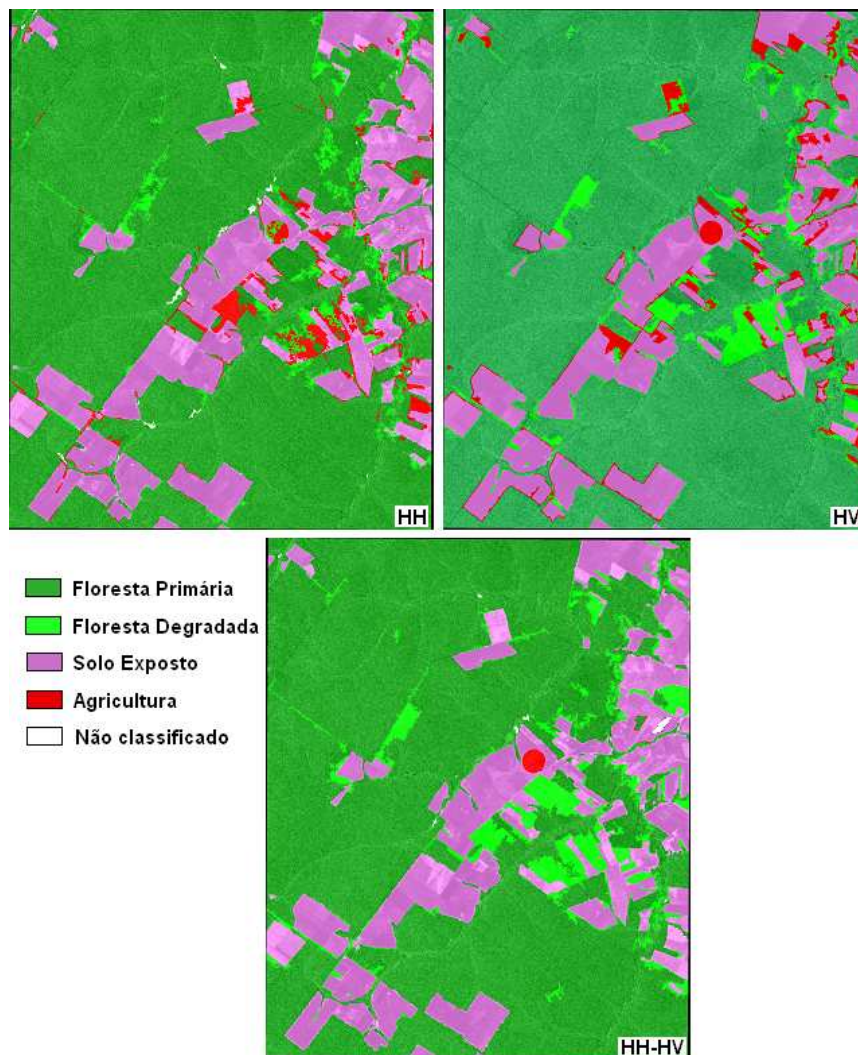 HH
HV
Floresta Primária
Floresta Degradada
Solo Exposto
Agricultura
Não classificado
HH-HV